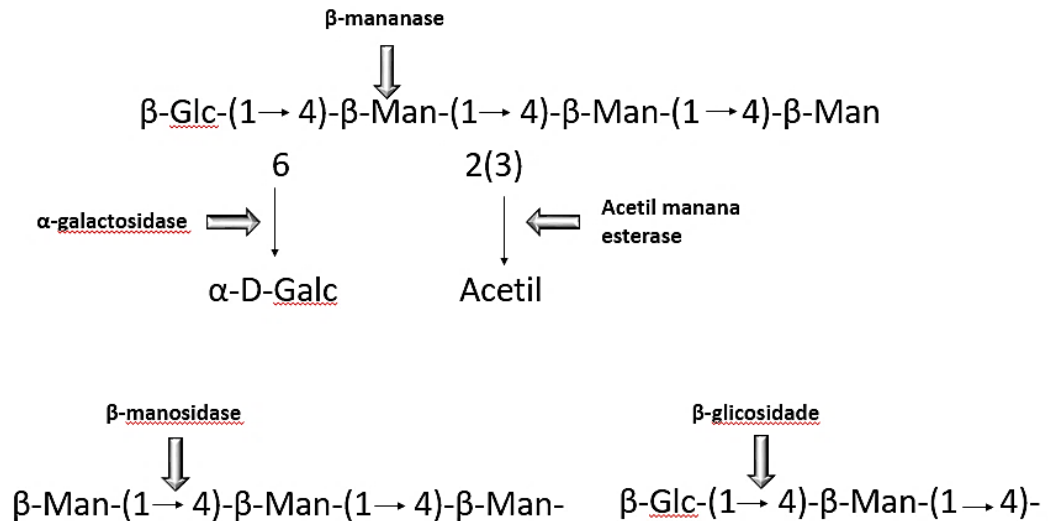 β-mananase
β-Glc-(1→ 4)-β-Man-(1→ 4)-β-Man-(1 →4)-β-Man
6 2(3)
α-galactosidase
Acetil manana
esterase
α-D-Galc Acetil
β-manosidase β-glicosidade
β-Man-(1→ 4)-β-Man-(1→ 4)-β-Man- β-Glc-(1→ 4)-β-Man-(1 →4)-